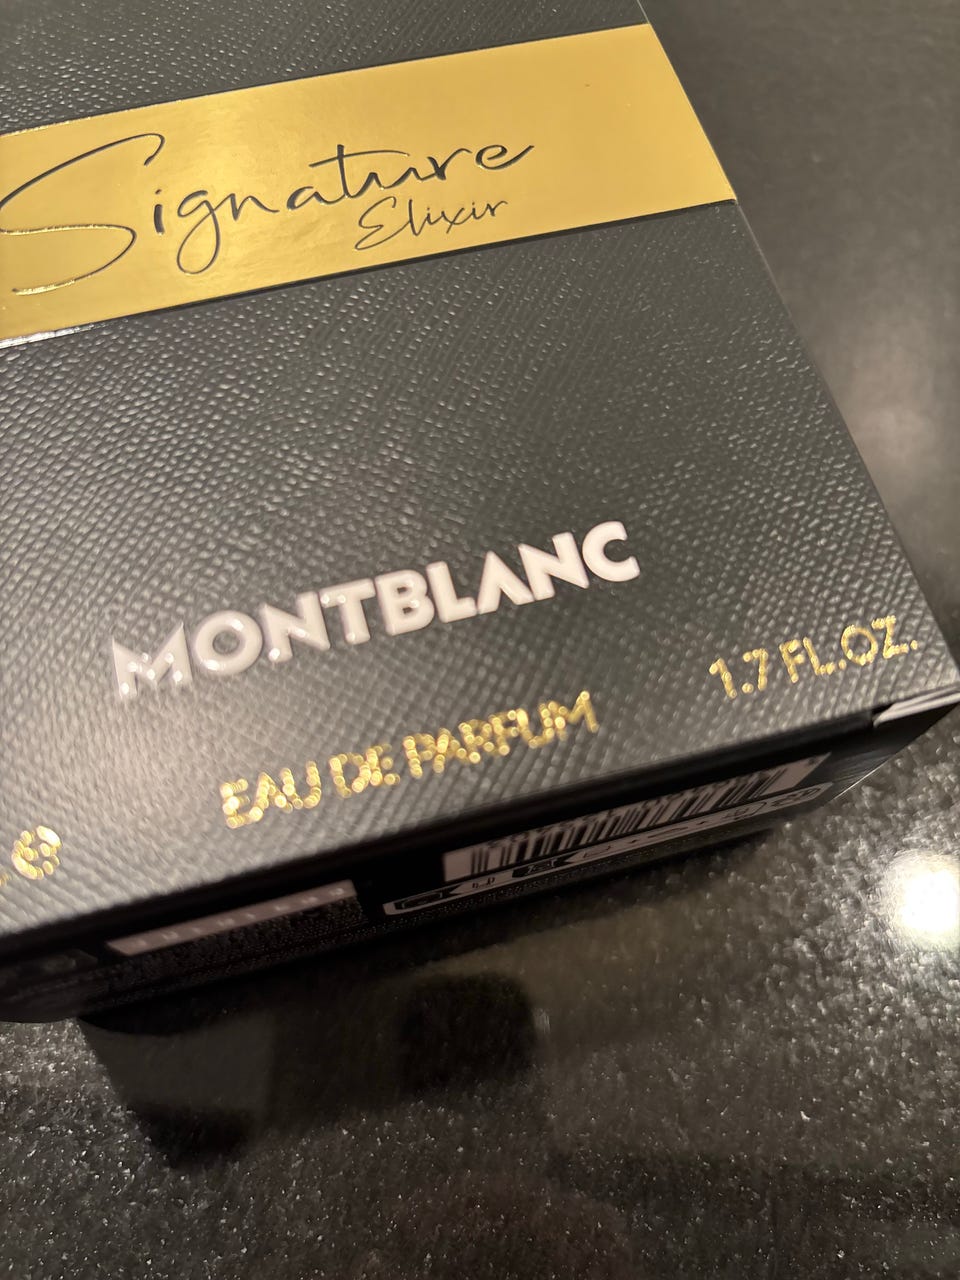 Signature
Elixir
MONTBLANC
EAU DE PARFUM
1.7 FL.OZ.